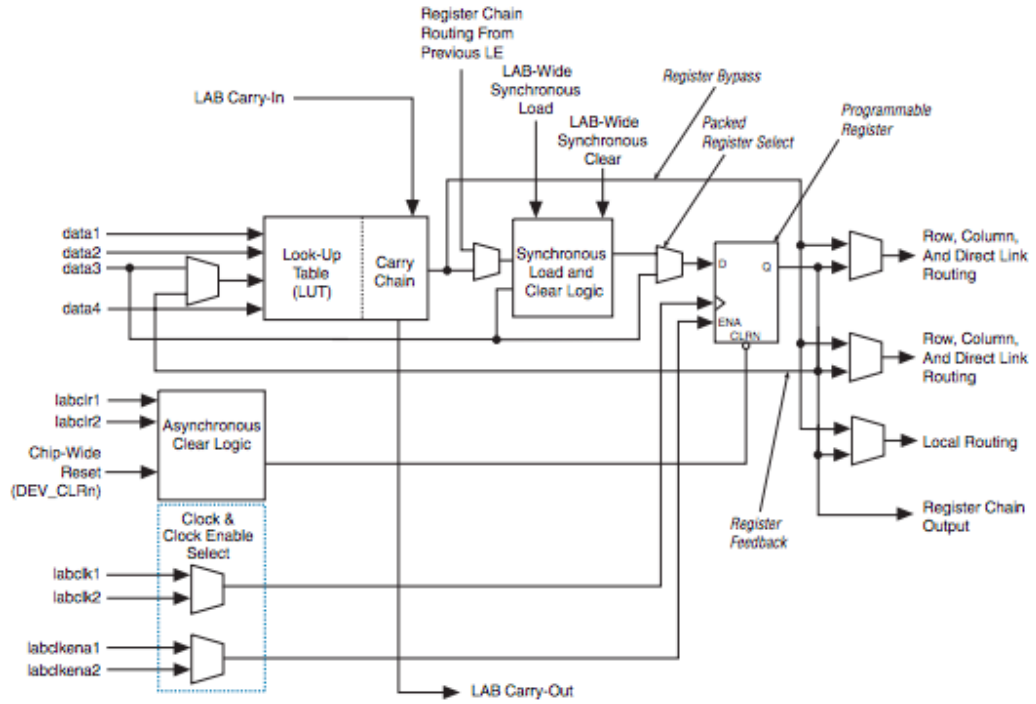 Register Chain
Routing From
Previous LE
LAB-Wide
Synchronous
Load
Register Bypass
LAB Carry-In
LAB-Wide
Synchronous
Clear
Packed
Register Select
Programmable
Register
data1
data2
data3
data4
Look-Up
Table
(LUT)
Carry
Chain
Synchronous
Load and
Clear Logic
D
Q
ENA
CLRN
Row, Column,
And Direct Link
Routing
Row, Column,
And Direct Link
Routing
labclr1
labclr2
Asynchronous
Clear Logic
Chip-Wide
Reset
(DEV_CLRn)
Local Routing
Register Chain
Output
Register
Feedback
Clock &
Clock Enable
Select
labclk1
labclk2
labclkena1
labclkena2
LAB Carry-Out